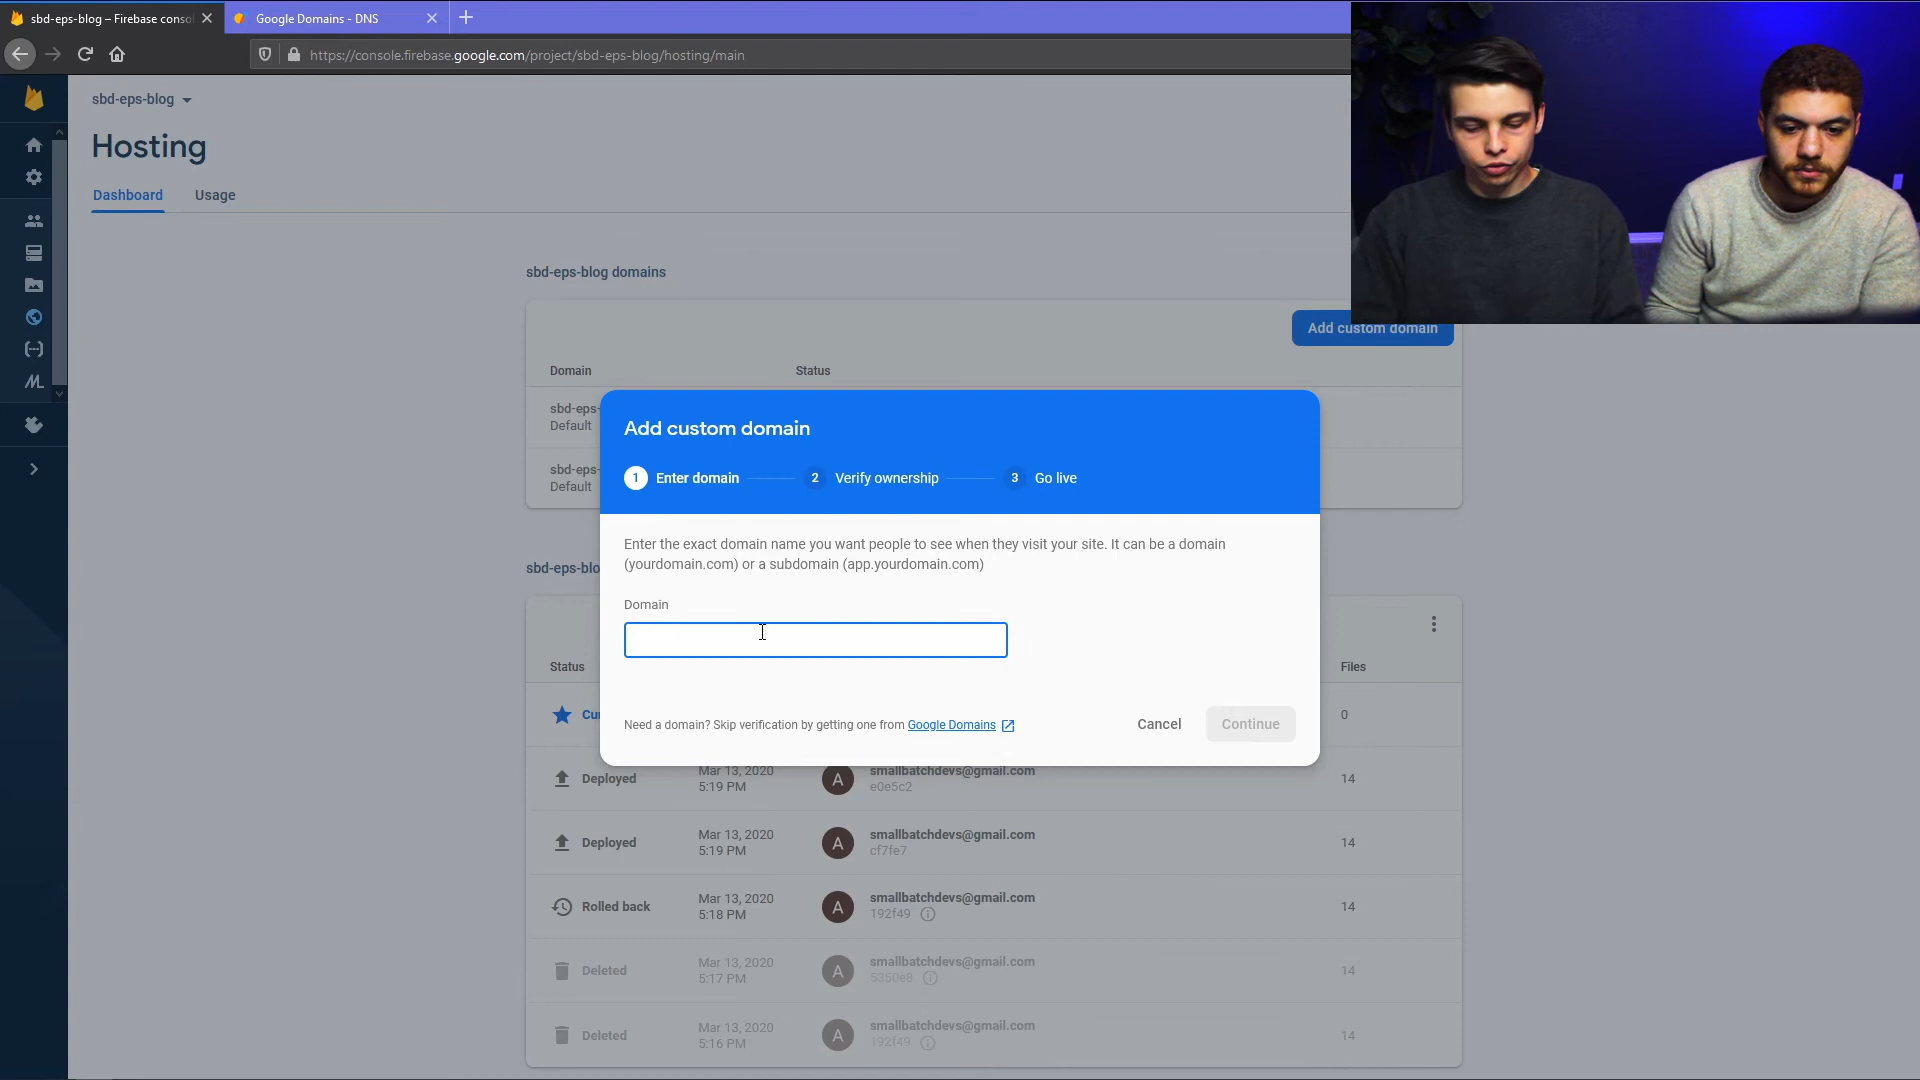 sbd-eps-blog – Firebase conso
Google Domains - DNS
https://console.firebase.google.com/project/sbd-eps-blog/hosting/main
sbd-eps-blog
Hosting
Dashboard
Usage
sbd-eps-blog domains
Add custom domain
Domain
Status
sbd-eps-
Default
sbd-eps-
Default
Add custom domain
1 Enter domain
2 Verify ownership
3 Go live
Enter the exact domain name you want people to see when they visit your site. It can be a domain
(yourdomain.com) or a subdomain (app.yourdomain.com)
Domain
Need a domain? Skip verification by getting one from Google Domains
Cancel
Continue
sbd-eps-blo
Status
Files
Cur
0
Deployed
Mar 13, 2020
5:19 PM
A
smallbatchdevs@gmail.com
e0e5c2
14
Deployed
Mar 13, 2020
5:19 PM
A
smallbatchdevs@gmail.com
cf7fe7
14
Rolled back
Mar 13, 2020
5:18 PM
A
smallbatchdevs@gmail.com
192f49
14
Deleted
Mar 13, 2020
5:17 PM
A
smallbatchdevs@gmail.com
5350e8
14
Deleted
Mar 13, 2020
5:16 PM
A
smallbatchdevs@gmail.com
192f49
14